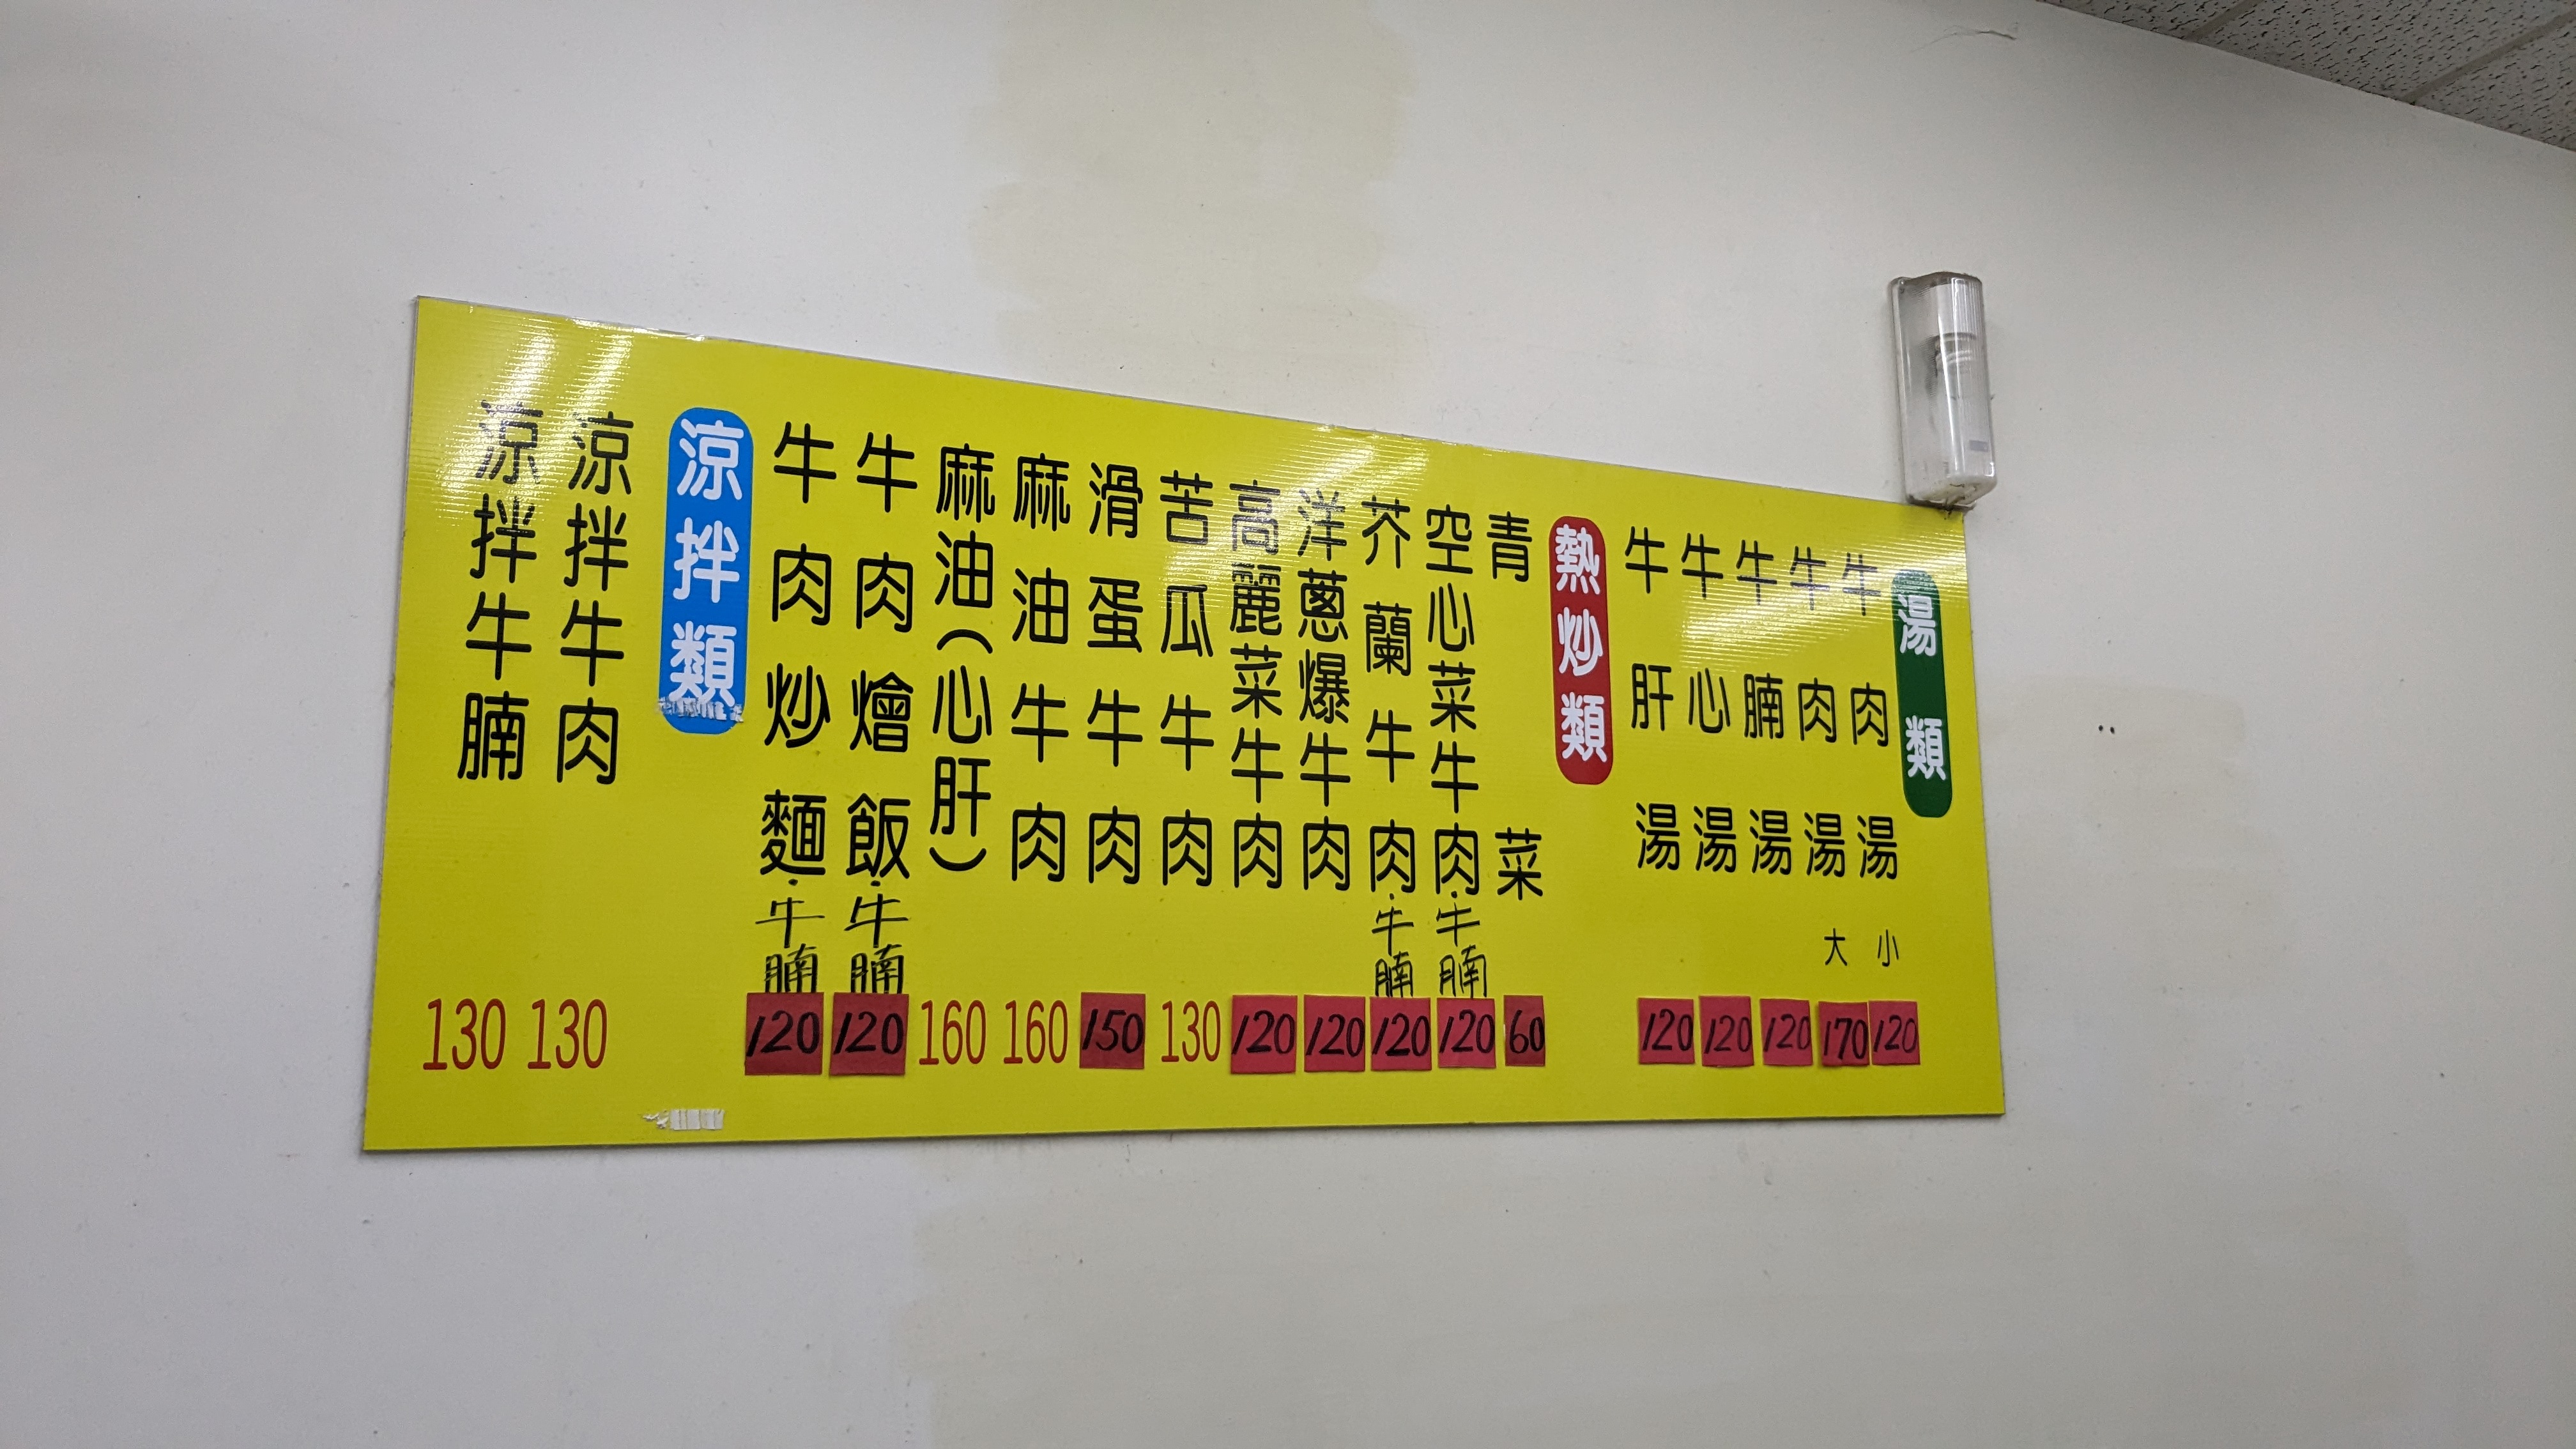 湯類
牛肉湯 小 120
牛肉湯 大 170
牛腩湯 120
牛心湯 120
牛肝湯 120
熱炒類
青菜 60
空心菜牛肉.牛腩 120
芥蘭牛肉.牛腩 120
洋蔥爆牛肉 120
高麗菜牛肉 120
苦瓜牛肉 130
滑蛋牛肉 150
麻油牛肉 160
麻油(心肝) 160
牛肉燴飯.牛腩 120
牛肉炒麵.牛腩 120
涼拌類
涼拌牛肉 130
涼拌牛腩 130